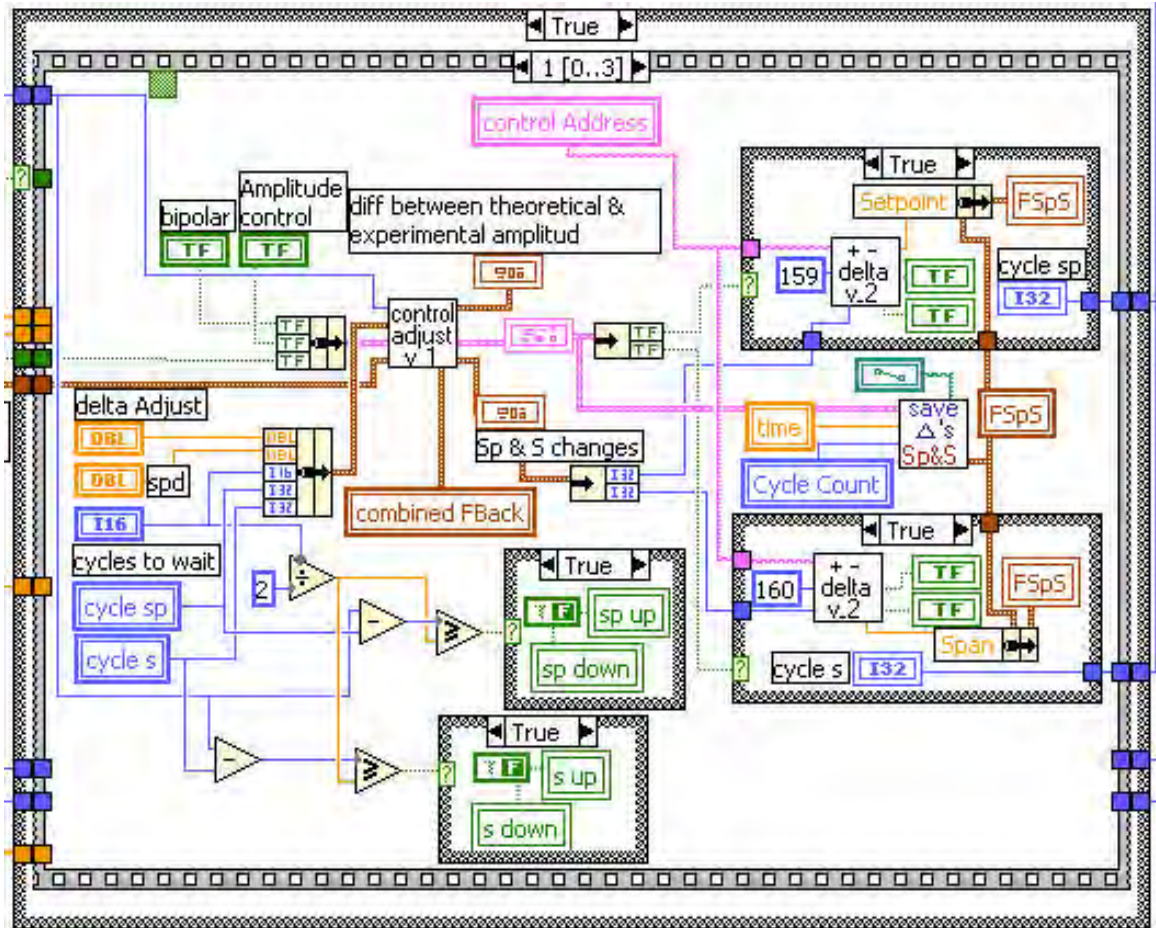 True
1 [0..3]
control Address
True
Amplitude
control
diff between theoretical &
experimental amplitud
bipolar
TF
TF
Setpoint
FSpS
159
+ -
delta
v.2
TF
TF
cycle sp
I32
TF
TF
TF
control
adjust
v_1
TF
TF
delta Adjust
DBL
DBL
spd
I16
DBL
DBL
I16
I32
I32
cycles to wait
Sp & S changes
I32
I32
time
save
Δ's
Sp&S
FSpS
Cycle Count
combined FBack
cycle sp
cycle s
2
÷
-
≥
True
F
sp up
sp down
True
160
+ -
delta
v.2
TF
TF
FSpS
Span
cycle s
I32
-
≥
True
F
s up
s down